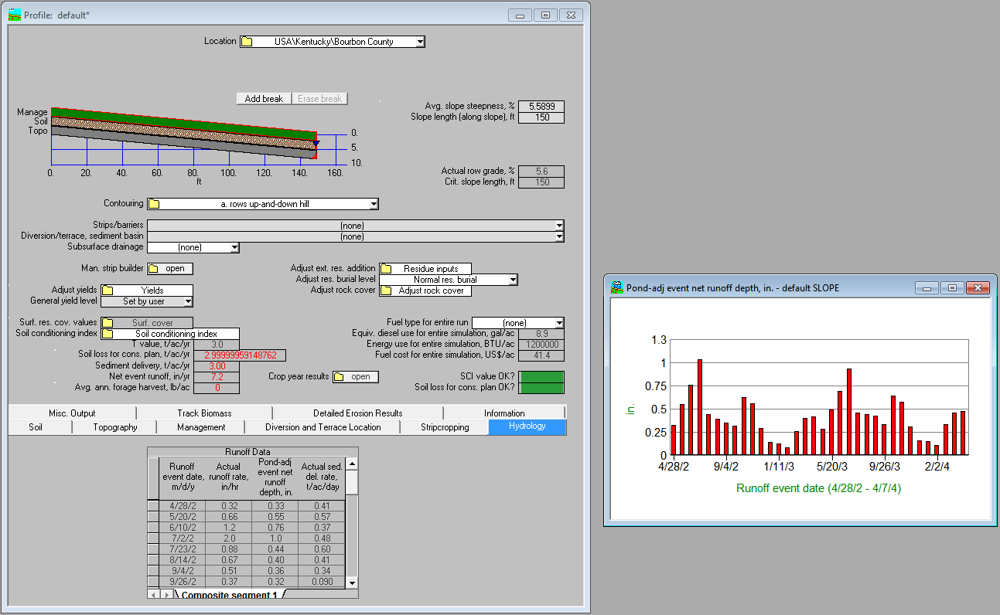 Profile: default*
Location USA\Kentucky\Bourbon County
Add break Erase break
Avg. slope steepness, % 5.5899
Slope length (along slope), ft 150
Manage
Soil
Topo
0.
5.
10.
0. 20. 40. 60. 80. 100. 120. 140. 160.
ft
Actual row grade, % 5.6
Crit. slope length, ft 150
Contouring a. rows up-and-down hill
Strips/barriers (none)
Diversion/terrace, sediment basin (none)
Subsurface drainage (none)
Man. strip builder open
Adjust ext. res. addition Residue inputs
Adjust res. burial level Normal res. burial
Adjust rock cover Adjust rock cover
Adjust yields Yields
General yield level Set by user
Surf. res. cov. values Surf. cover
Soil conditioning index Soil conditioning index
T value, t/ac/yr 3.0
Soil loss for cons. plan, t/ac/yr 2.99999959148762
Sediment delivery, t/ac/yr 3.00
Net event runoff, in/yr 7.2
Avg. ann. forage harvest, lb/ac 0
Fuel type for entire run (none)
Equiv. diesel use for entire simulation, gal/ac 8.9
Energy use for entire simulation, BTU/ac 1200000
Fuel cost for entire simulation, US$/ac 41.4
Crop year results open
SCI value OK?
Soil loss for cons. plan OK?
Misc. Output Track Biomass Detailed Erosion Results Information
Soil Topography Management Diversion and Terrace Location Stripcropping Hydrology
Runoff Data
Runoff event date, m/d/y Actual runoff rate, in/hr Pond-adj event net runoff depth, in. Actual sed. del. rate, t/ac/day
4/28/2 0.32 0.33 0.41
5/20/2 0.66 0.55 0.57
6/10/2 1.2 0.76 0.37
7/2/2 2.0 1.0 0.48
7/23/2 0.88 0.44 0.60
8/14/2 0.67 0.40 0.41
9/4/2 0.51 0.36 0.34
9/26/2 0.37 0.32 0.090
Composite segment 1
Pond-adj event net runoff depth, in. - default SLOPE
1.3
1
0.75
0.5
0.25
0
in.
4/28/2 9/4/2 1/11/3 5/20/3 9/26/3 2/2/4
Runoff event date (4/28/2 - 4/7/4)